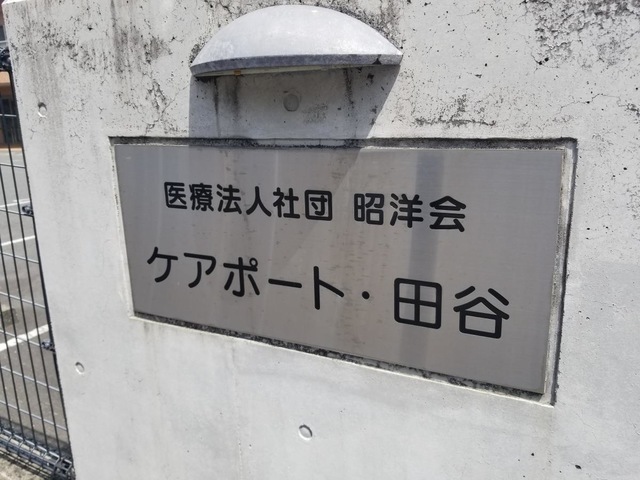 医療法人社団 昭洋会
ケアポート・田谷